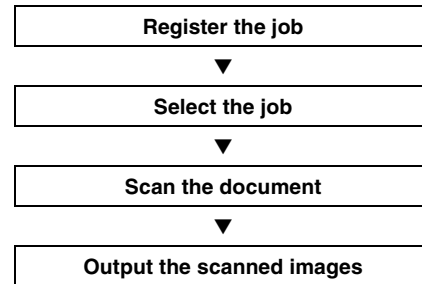 Register the job
Select the job
Scan the document
Output the scanned images